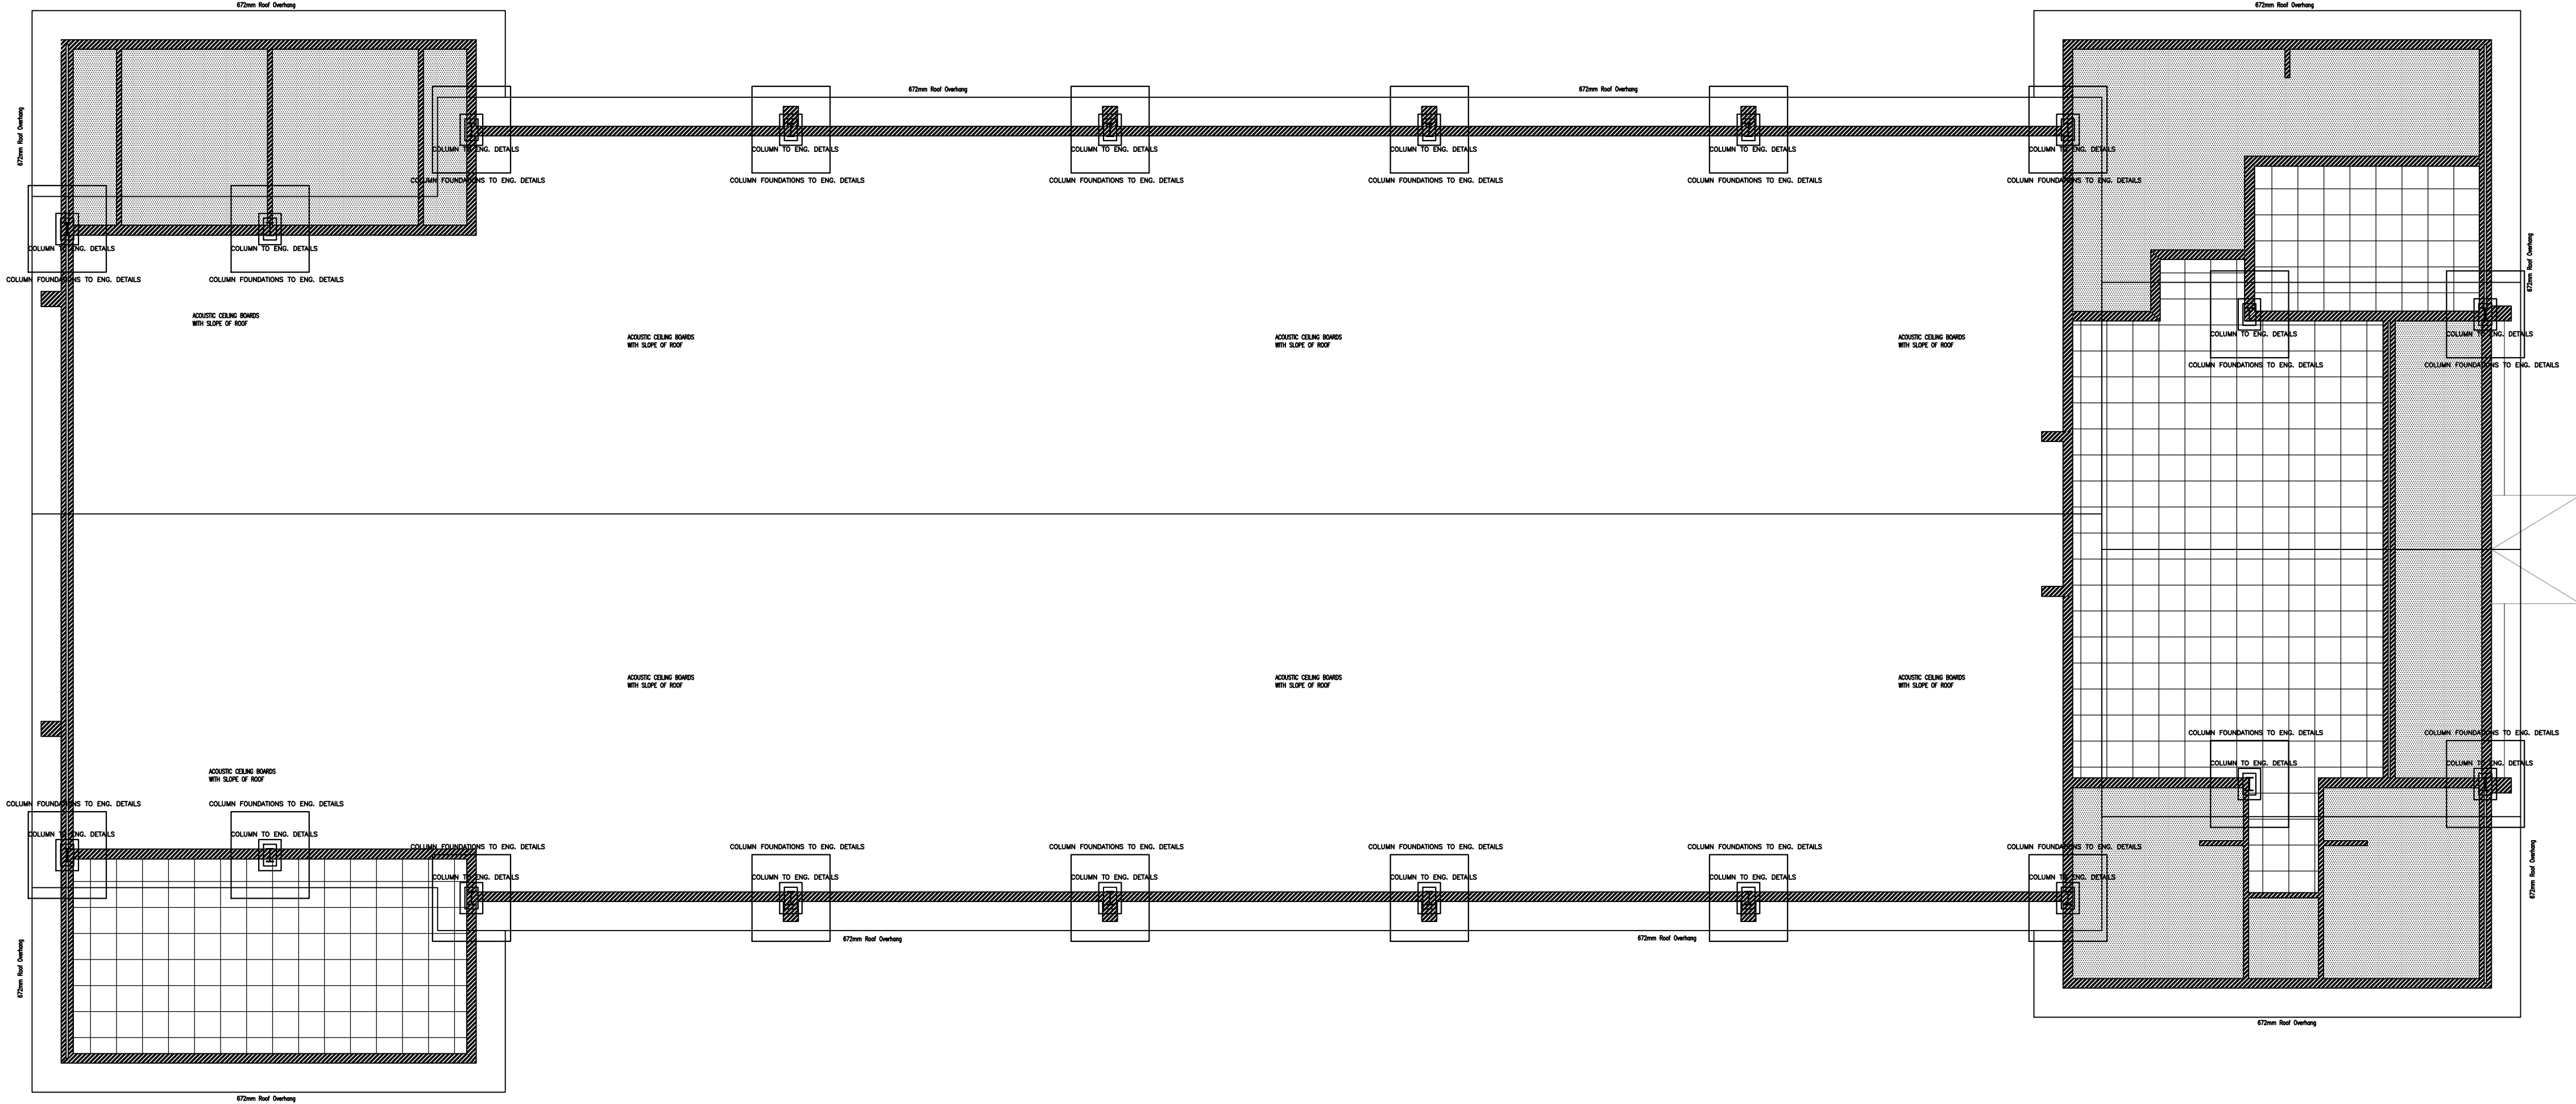 672mm Roof Overhang
672mm Roof Overhang
672mm Roof Overhang
672mm Roof Overhang
672mm Roof Overhang
COLUMN TO ENG. DETAILS
COLUMN TO ENG. DETAILS
COLUMN TO ENG. DETAILS
COLUMN TO ENG. DETAILS
COLUMN TO ENG. DETAILS
COLUMN TO ENG. DETAILS
COLUMN FOUNDATIONS TO ENG. DETAILS
COLUMN FOUNDATIONS TO ENG. DETAILS
COLUMN FOUNDATIONS TO ENG. DETAILS
COLUMN FOUNDATIONS TO ENG. DETAILS
COLUMN FOUNDATIONS TO ENG. DETAILS
COLUMN FOUNDATIONS TO ENG. DETAILS
COLUMN TO ENG. DETAILS
COLUMN TO ENG. DETAILS
672mm Roof Overhang
COLUMN FOUNDATIONS TO ENG. DETAILS
COLUMN FOUNDATIONS TO ENG. DETAILS
ACOUSTIC CEILING BOARDS
WITH SLOPE OF ROOF
ACOUSTIC CEILING BOARDS
WITH SLOPE OF ROOF
ACOUSTIC CEILING BOARDS
WITH SLOPE OF ROOF
ACOUSTIC CEILING BOARDS
WITH SLOPE OF ROOF
COLUMN TO ENG. DETAILS
COLUMN TO ENG. DETAILS
COLUMN FOUNDATIONS TO ENG. DETAILS
COLUMN FOUNDATIONS TO ENG. DETAILS
ACOUSTIC CEILING BOARDS
WITH SLOPE OF ROOF
ACOUSTIC CEILING BOARDS
WITH SLOPE OF ROOF
ACOUSTIC CEILING BOARDS
WITH SLOPE OF ROOF
COLUMN FOUNDATIONS TO ENG. DETAILS
COLUMN FOUNDATIONS TO ENG. DETAILS
COLUMN TO ENG. DETAILS
COLUMN TO ENG. DETAILS
ACOUSTIC CEILING BOARDS
WITH SLOPE OF ROOF
COLUMN FOUNDATIONS TO ENG. DETAILS
COLUMN FOUNDATIONS TO ENG. DETAILS
COLUMN TO ENG. DETAILS
COLUMN TO ENG. DETAILS
COLUMN FOUNDATIONS TO ENG. DETAILS
COLUMN FOUNDATIONS TO ENG. DETAILS
COLUMN FOUNDATIONS TO ENG. DETAILS
COLUMN FOUNDATIONS TO ENG. DETAILS
COLUMN FOUNDATIONS TO ENG. DETAILS
COLUMN FOUNDATIONS TO ENG. DETAILS
672mm Roof Overhang
COLUMN TO ENG. DETAILS
COLUMN TO ENG. DETAILS
COLUMN TO ENG. DETAILS
COLUMN TO ENG. DETAILS
COLUMN TO ENG. DETAILS
COLUMN TO ENG. DETAILS
672mm Roof Overhang
672mm Roof Overhang
672mm Roof Overhang
672mm Roof Overhang
672mm Roof Overhang